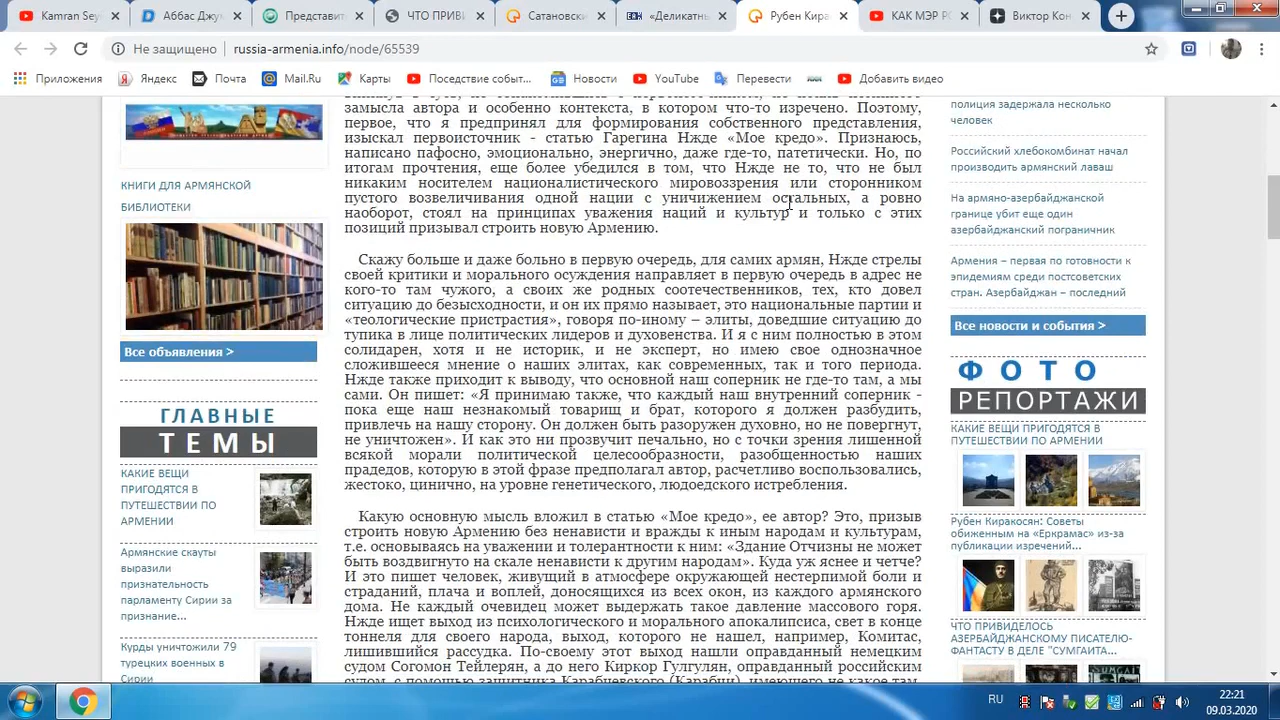 Kamran Sey
Аббас Джу
Представит
ЧТО ПРИВИ
Сатановск
«Деликатны
Рубен Кира
КАК МЭР РО
Виктор Кон
Не защищено
russia-armenia.info/node/65539
Приложения
Яндекс
Почта
Mail.Ru
Карты
Поседствие событ...
Новости
YouTube
Перевести
Добавить видео
КНИГИ ДЛЯ АРМЯНСКОЙ
БИБЛИОТЕКИ
Все объявления >
ГЛАВНЫЕ
ТЕМЫ
КАКИЕ ВЕЩИ
ПРИГОДЯТСЯ В
ПУТЕШЕСТВИИ ПО
АРМЕНИИ
Армянские скауты
выразили
признательность
парламенту Сирии за
признание...
Курды уничтожили 79
турецких военных в
Сирии
замысла автора и особенно контекста, в котором что-то изречено. Поэтому,
первое, что я предпринял для формирования собственного представления,
изыскал первоисточник - статью Гарегина Нжде «Мое кредо». Признаюсь,
написано пафосно, эмоционально, энергично, даже где-то, патетически. Но, по
итогам прочтения, еще более убедился в том, что Нжде не то, что не был
никаким носителем националистического мировоззрения или сторонником
пустого возвеличивания одной нации с уничижением остальных, а ровно
наоборот, стоял на принципах уважения наций и культур и только с этих
позиций призывал строить новую Армению.
Скажу больше и даже больно в первую очередь, для самих армян, Нжде стрелы
своей критики и морального осуждения направляет в первую очередь в адрес не
кого-то там чужого, а своих же родных соотечественников, тех, кто довел
ситуацию до безысходности, и он их прямо называет, это национальные партии и
«теологические пристрастия», говоря по-иному – элиты, доведшие ситуацию до
тупика в лице политических лидеров и духовенства. И я с ним полностью в этом
солидарен, хотя и не историк, и не эксперт, но имею свое однозначное
сложившееся мнение о наших элитах, как современных, так и того периода.
Нжде также приходит к выводу, что основной наш соперник не где-то там, а мы
сами. Он пишет: «Я принимаю также, что каждый наш внутренний соперник -
пока еще наш незнакомый товарищ и брат, которого я должен разбудить,
привлечь на нашу сторону. Он должен быть разоружен духовно, но не повергнут,
не уничтожен». И как это ни прозвучит печально, но с точки зрения лишенной
всякой морали политической целесообразности, разобщенностью наших
прадедов, которую в этой фразе предполагал автор, расчетливо воспользовались,
жестоко, цинично, на уровне генетического, людоедского истребления.
Какую основную мысль вложил в статью «Мое кредо», ее автор? Это, призыв
строить новую Армению без ненависти и вражды к иным народам и культурам,
т.е. основываясь на уважении и толерантности к ним: «Здание Отчизны не может
быть воздвигнуто на скале ненависти к другим народам». Куда уж яснее и четче?
И это пишет человек, живущий в атмосфере окружающей нестерпимой боли и
страданий, плача и воплей, доносящихся из всех окон, из каждого армянского
дома. Не каждый очевидец может выдержать такое давление массового горя.
Нжде ищет выход из психологического и морального апокалипсиса, свет в конце
тоннеля для своего народа, выход, которого не нашел, например, Комитас,
лишившийся рассудка. По-своему этот выход нашли оправданный немецким
судом Согомон Тейлерян, а до него Киркор Гулгулян, оправданный российским
полиция задержала несколько
человек
Российский хлебокомбинат начал
производить армянский лаваш
На армяно-азербайджанской
границе убит еще один
азербайджанский пограничник
Армения – первая по готовности к
эпидемиям среди постсоветских
стран. Азербайджан – последний
Все новости и события >
ФОТО
РЕПОРТАЖИ
КАКИЕ ВЕЩИ ПРИГОДЯТСЯ В
ПУТЕШЕСТВИИ ПО АРМЕНИИ
Рубен Киракосян: Советы
обиженным на «Еркрамас» из-за
публикации изречений...
ЧТО ПРИВИДЕЛОСЬ
АЗЕРБАЙДЖАНСКОМУ ПИСАТЕЛЮ-
ФАНТАСТУ В ДЕЛЕ "СУМГАИТА...
RU
22:21
09.03.2020